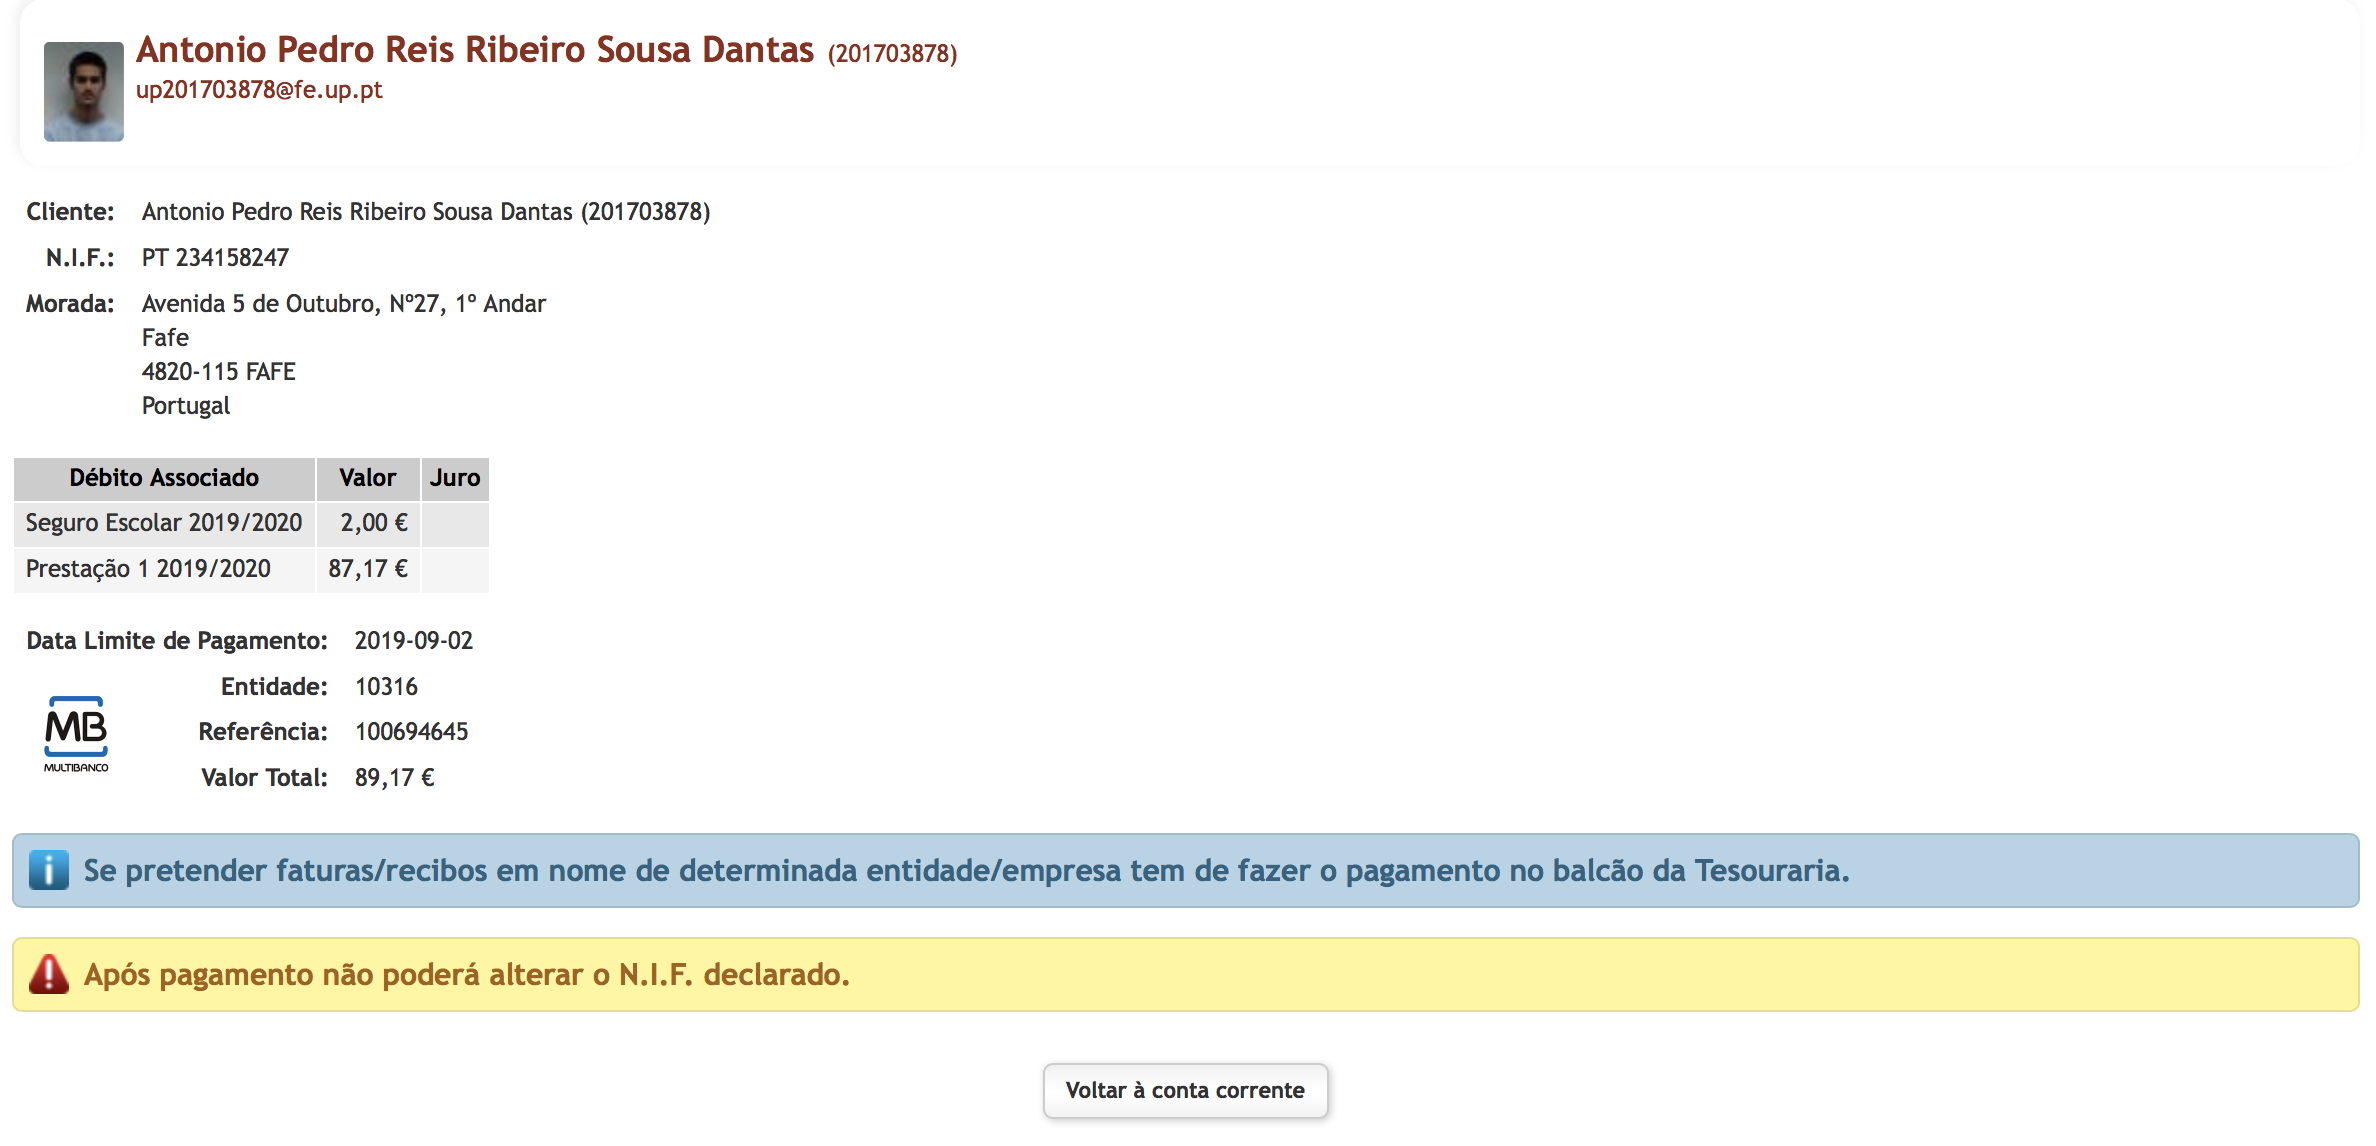 Antonio Pedro Reis Ribeiro Sousa Dantas (201703878)
up201703878@fe.up.pt
Cliente: Antonio Pedro Reis Ribeiro Sousa Dantas (201703878)
N.I.F.: PT 234158247
Morada: Avenida 5 de Outubro, Nº27, 1º Andar
Fafe
4820-115 FAFE
Portugal
Débito Associado Valor Juro
Seguro Escolar 2019/2020 2,00 €
Prestação 1 2019/2020 87,17 €
Data Limite de Pagamento: 2019-09-02
Entidade: 10316
MB
MULTIBANCO
Referência: 100694645
Valor Total: 89,17 €
Se pretender faturas/recibos em nome de determinada entidade/empresa tem de fazer o pagamento no balcão da Tesouraria.
Após pagamento não poderá alterar o N.I.F. declarado.
Voltar à conta corrente